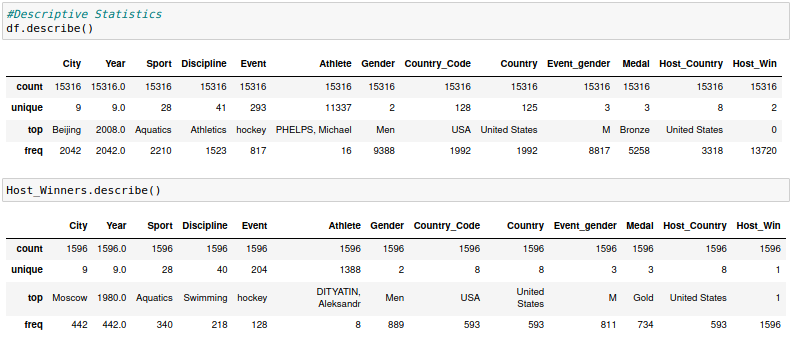 #Descriptive Statistics
df.describe()
City Year Sport Discipline Event Athlete Gender Country_Code Country Event_gender Medal Host_Country Host_Win
count 15316 15316.0 15316 15316 15316 15316 15316 15316 15316 15316 15316 15316 15316
unique 9 9.0 28 41 293 11337 2 128 125 3 3 8 2
top Beijing 2008.0 Aquatics Athletics hockey PHELPS, Michael Men USA United States M Bronze United States 0
freq 2042 2042.0 2210 1523 817 16 9388 1992 1992 8817 5258 3318 13720
Host_Winners.describe()
City Year Sport Discipline Event Athlete Gender Country_Code Country Event_gender Medal Host_Country Host_Win
count 1596 1596.0 1596 1596 1596 1596 1596 1596 1596 1596 1596 1596 1596
unique 9 9.0 28 40 204 1388 2 8 8 3 3 8 1
top Moscow 1980.0 Aquatics Swimming hockey DITYATIN, Aleksandr Men USA United States M Gold United States 1
freq 442 442.0 340 218 128 8 889 593 593 811 734 593 1596